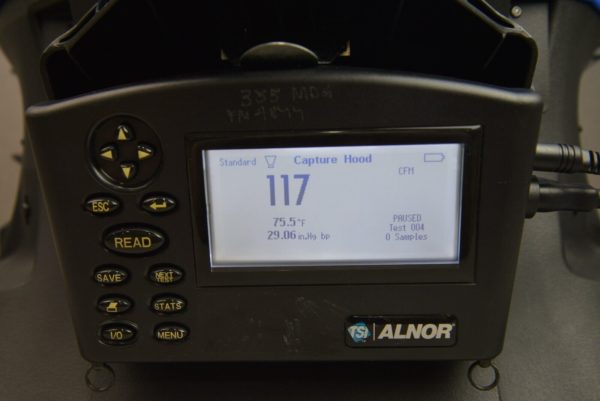 Standard Capture Hood
CFM
117
75.5°F
29.06 in.Hg bp
PAUSED
Test 004
0 Samples
ESC
READ
SAVE
NEXT TEST
STATS
I/O
MENU
TSI ALNOR